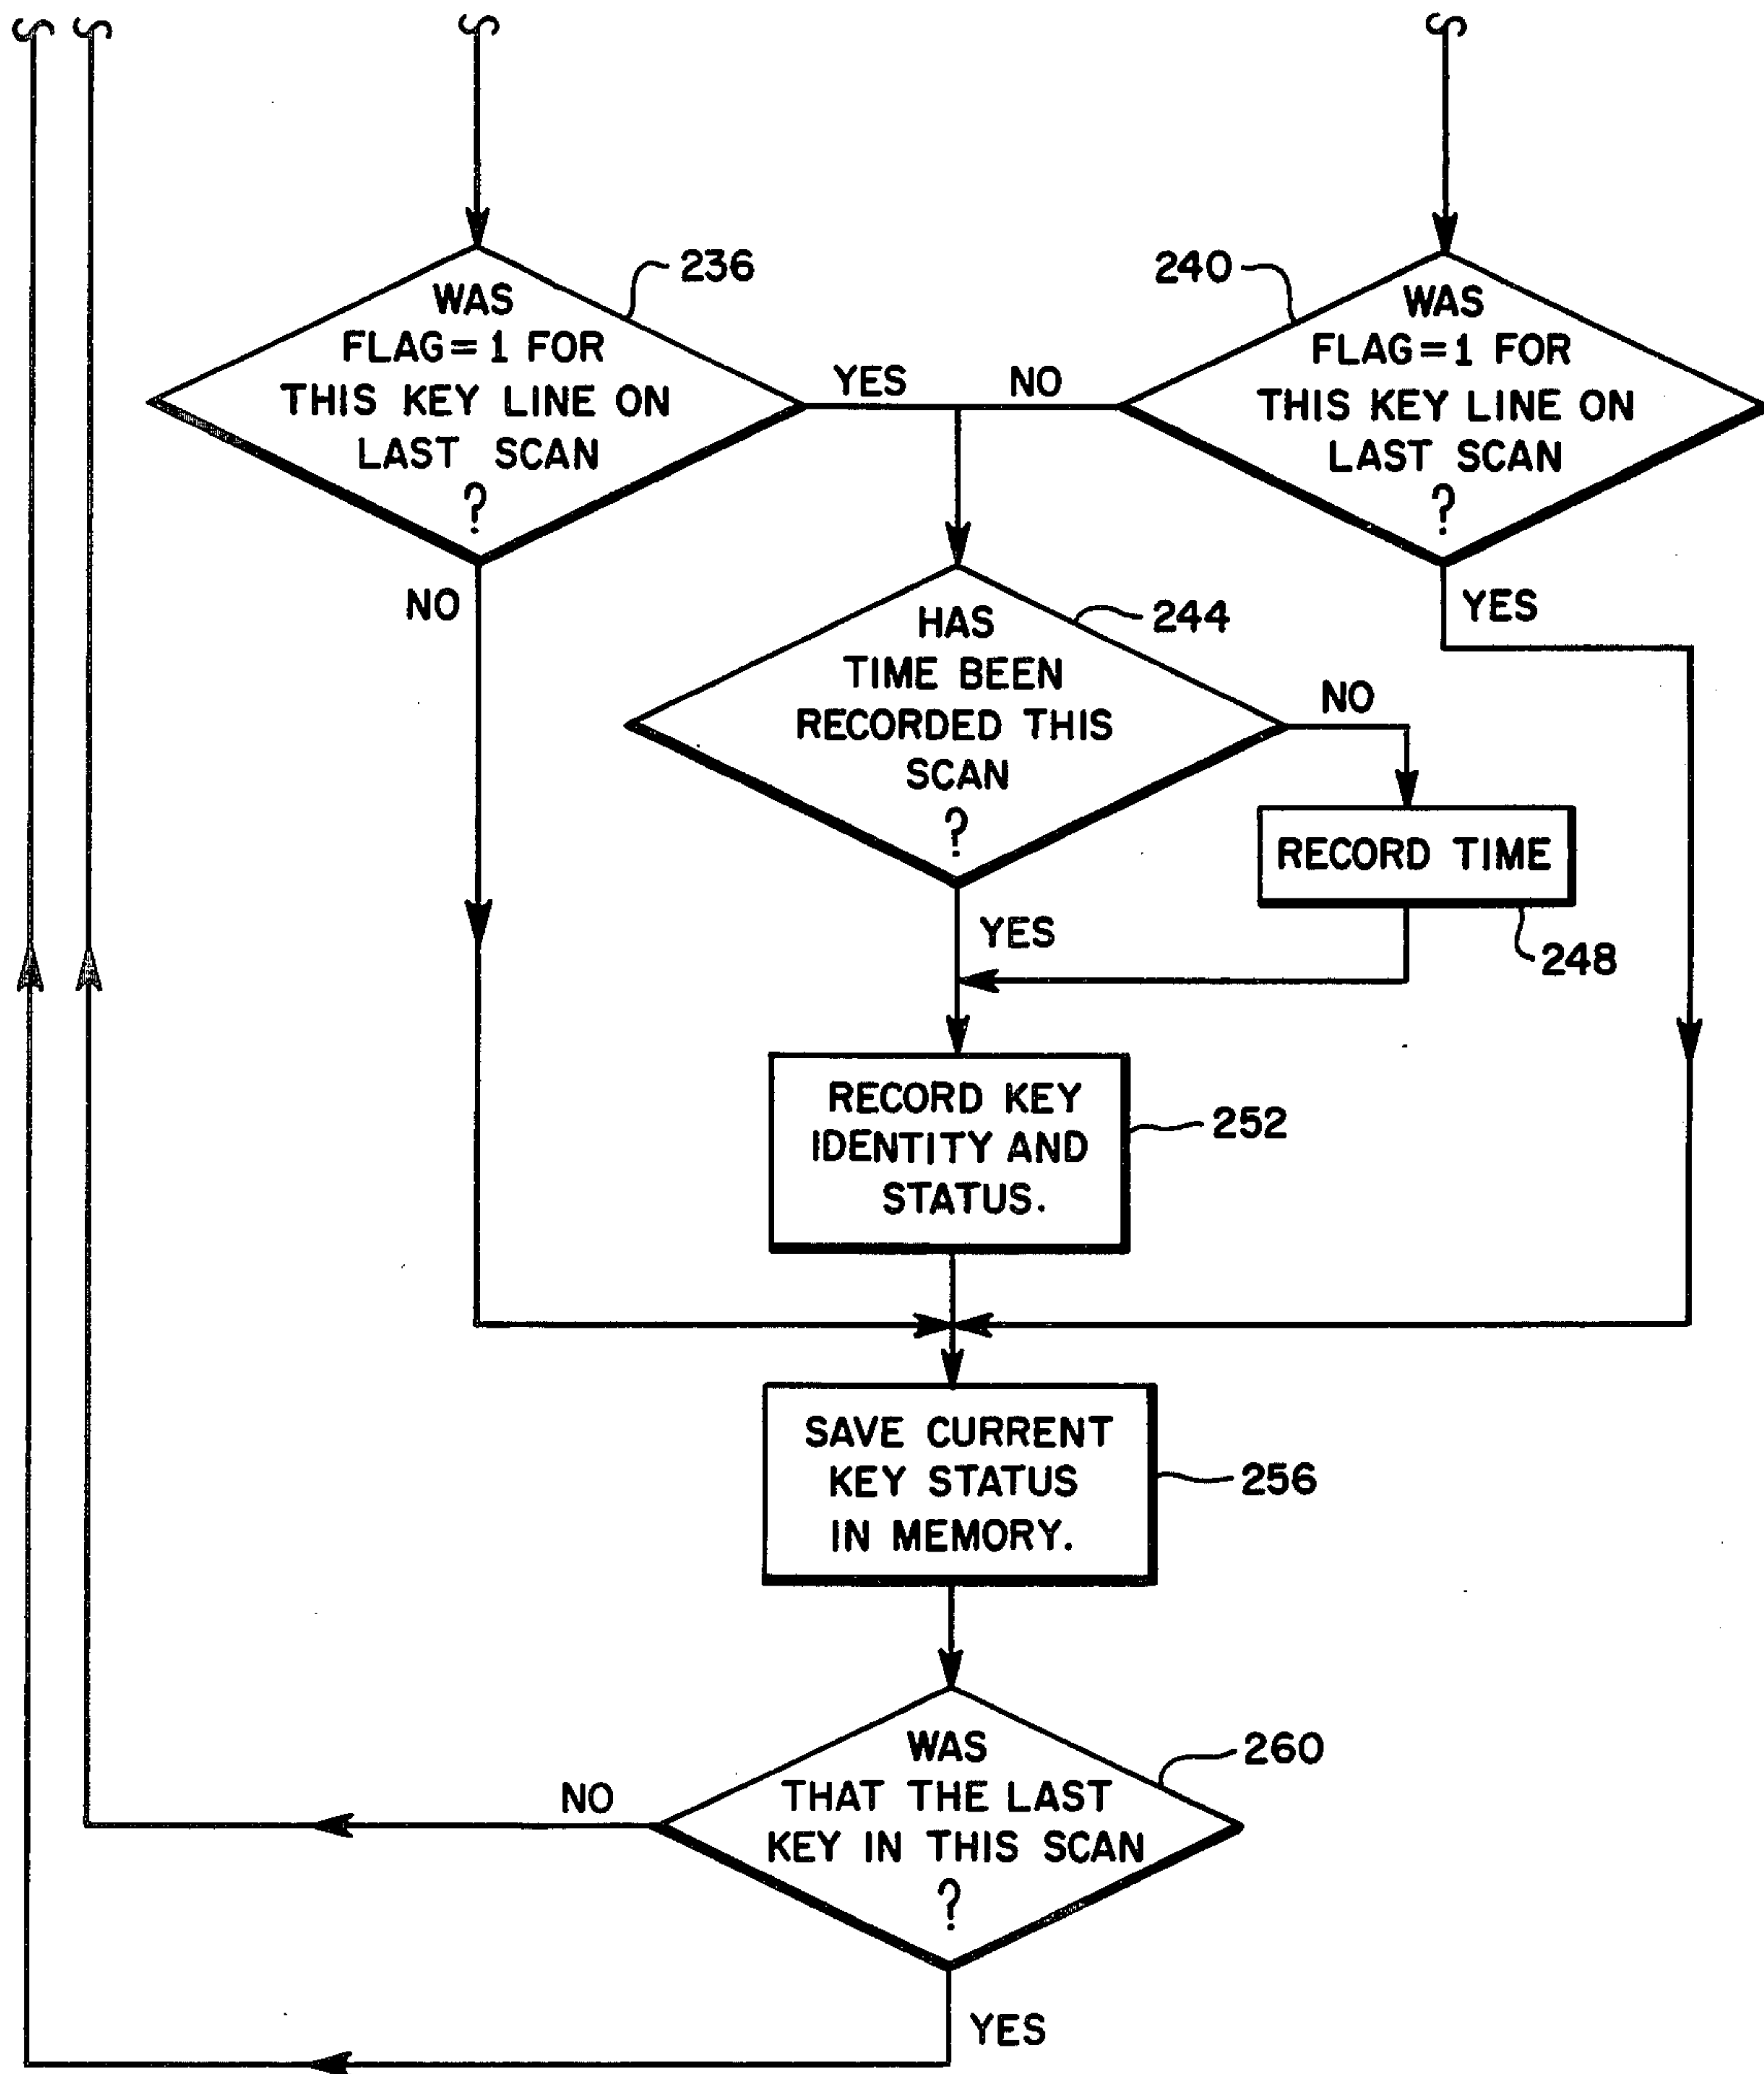 236
WAS
FLAG=1 FOR
THIS KEY LINE ON
LAST SCAN
?
240
WAS
FLAG=1 FOR
THIS KEY LINE ON
LAST SCAN
?
YES
NO
NO
YES
244
HAS
TIME BEEN
RECORDED THIS
SCAN
?
NO
RECORD TIME
248
YES
RECORD KEY
IDENTITY AND
STATUS.
252
SAVE CURRENT
KEY STATUS
IN MEMORY.
256
WAS
THAT THE LAST
KEY IN THIS SCAN
?
260
NO
YES